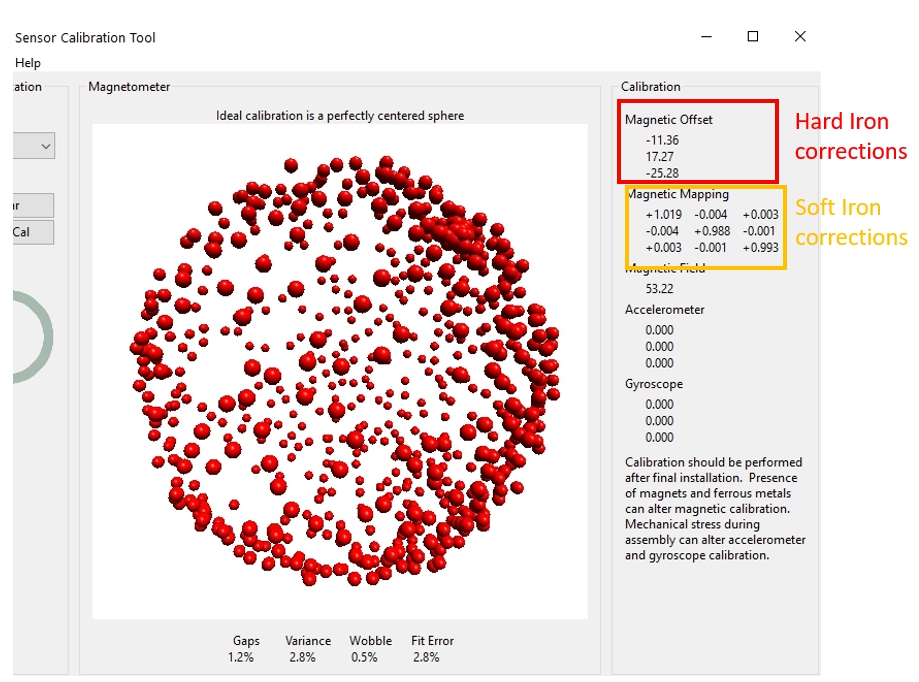 Sensor Calibration Tool
Help
ation
Magnetometer
Ideal calibration is a perfectly centered sphere
ar
Cal
Gaps Variance Wobble Fit Error
1.2% 2.8% 0.5% 2.8%
Calibration
Magnetic Offset
-11.36
17.27
-25.28
Hard Iron
corrections
Magnetic Mapping
+1.019 -0.004 +0.003
-0.004 +0.988 -0.001
+0.003 -0.001 +0.993
Soft Iron
corrections
Magnetic Field
53.22
Accelerometer
0.000
0.000
0.000
Gyroscope
0.000
0.000
0.000
Calibration should be performed
after final installation. Presence
of magnets and ferrous metals
can alter magnetic calibration.
Mechanical stress during
assembly can alter accelerometer
and gyroscope calibration.